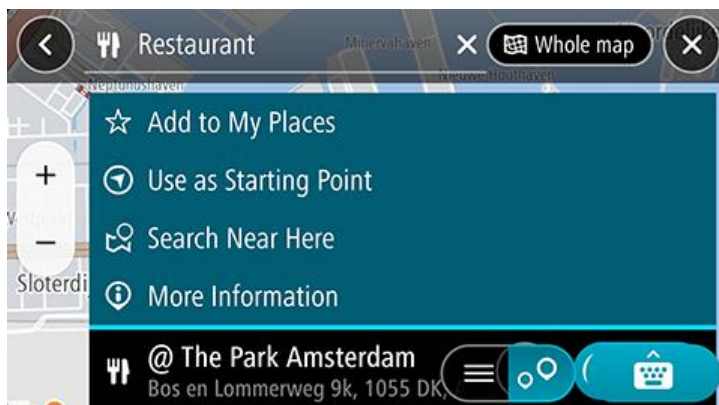 Restaurant
Minervahaven
Whole map
Neptunushaven
Nieuwe Houthaven
Add to My Places
Use as Starting Point
Search Near Here
Sloterdi
More Information
@ The Park Amsterdam
Bos en Lommerweg 9k, 1055 DK,